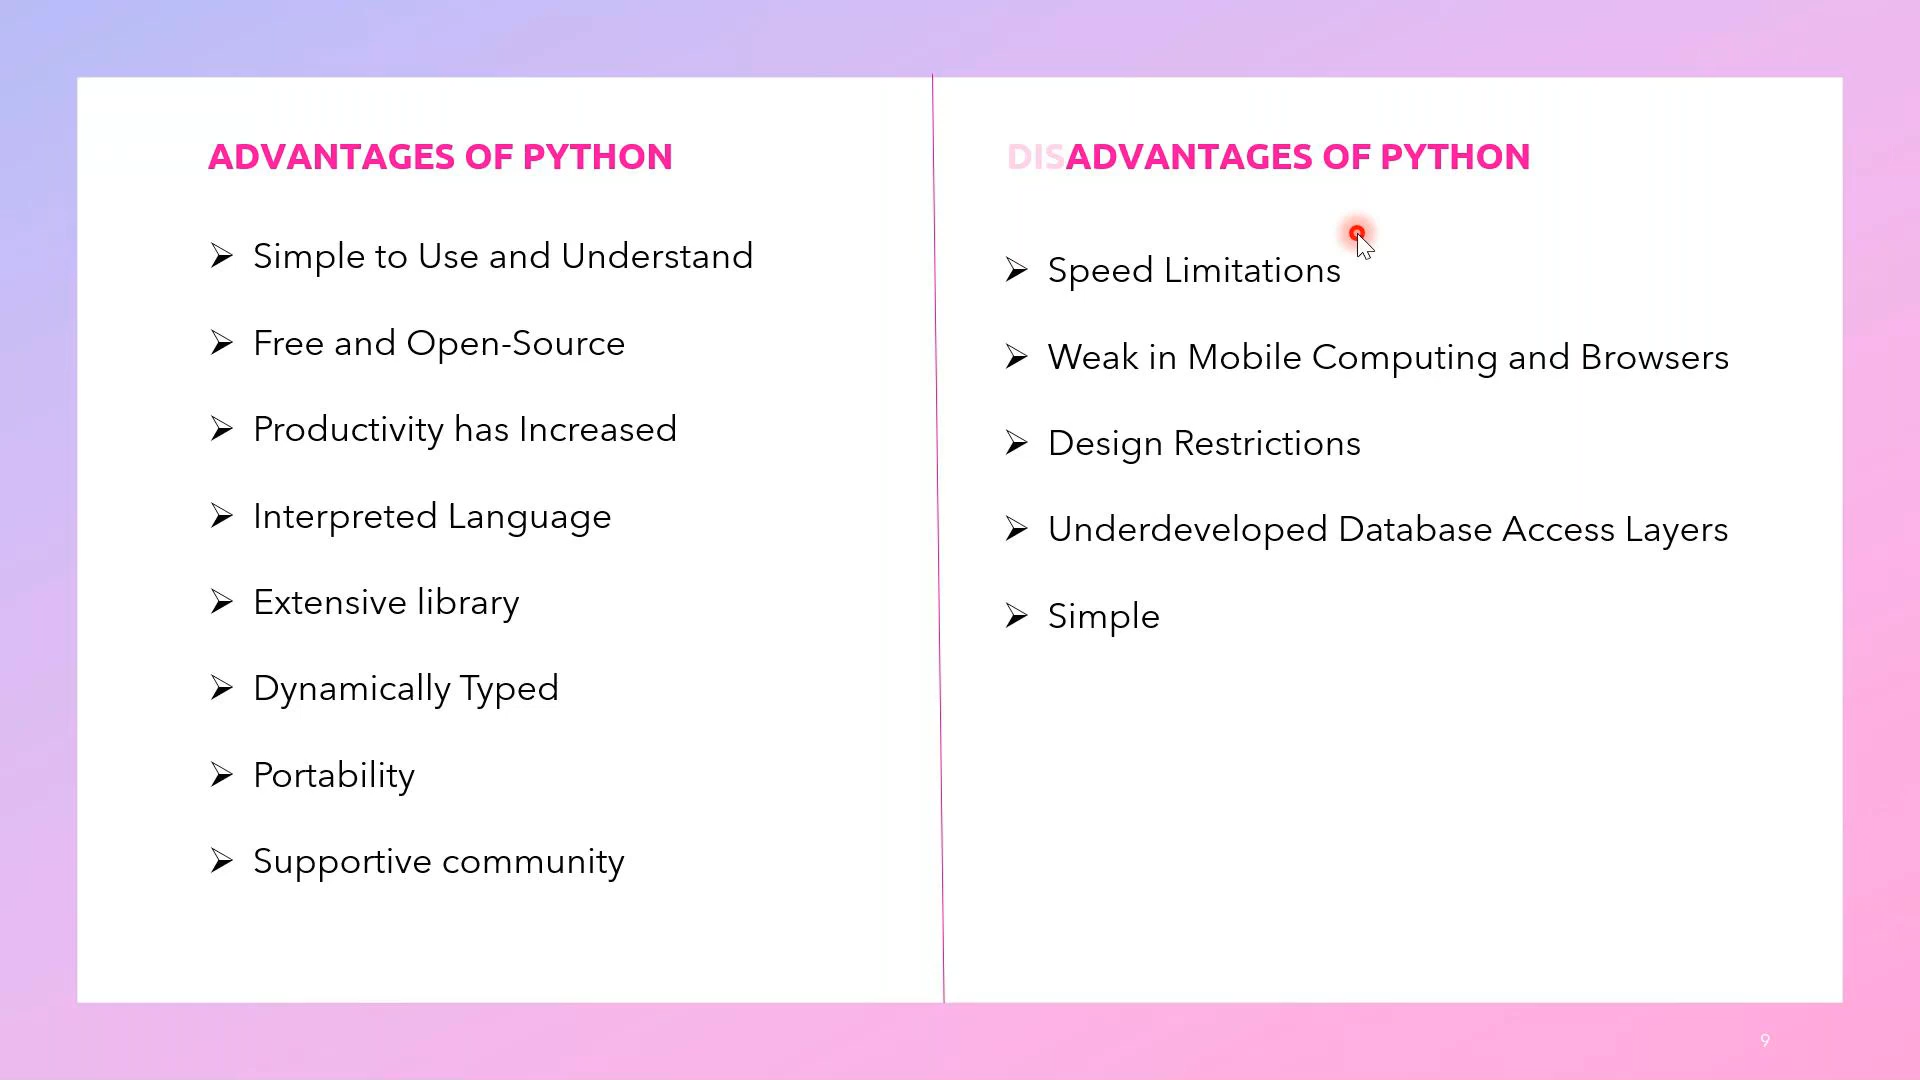 ADVANTAGES OF PYTHON
➢ Simple to Use and Understand
➢ Free and Open-Source
➢ Productivity has Increased
➢ Interpreted Language
➢ Extensive library
➢ Dynamically Typed
➢ Portability
➢ Supportive community
DISADVANTAGES OF PYTHON
➢ Speed Limitations
➢ Weak in Mobile Computing and Browsers
➢ Design Restrictions
➢ Underdeveloped Database Access Layers
➢ Simple
9